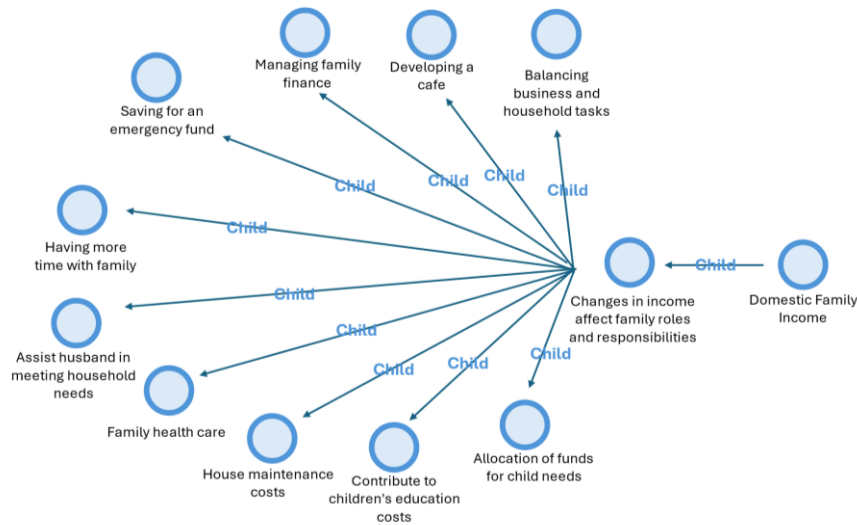 Managing family
finance
Developing a
cafe
Balancing
business and
household tasks
Saving for an
emergency fund
Child
Child
Child
Child
Having more
time with family
Child
Child
Changes in income
affect family roles
and responsibilities
Child
Domestic Family
Income
Assist husband in
meeting household
needs
Child
Child
Child
Child
Family health care
House maintenance
costs
Contribute to
children's education
costs
Allocation of funds
for child needs